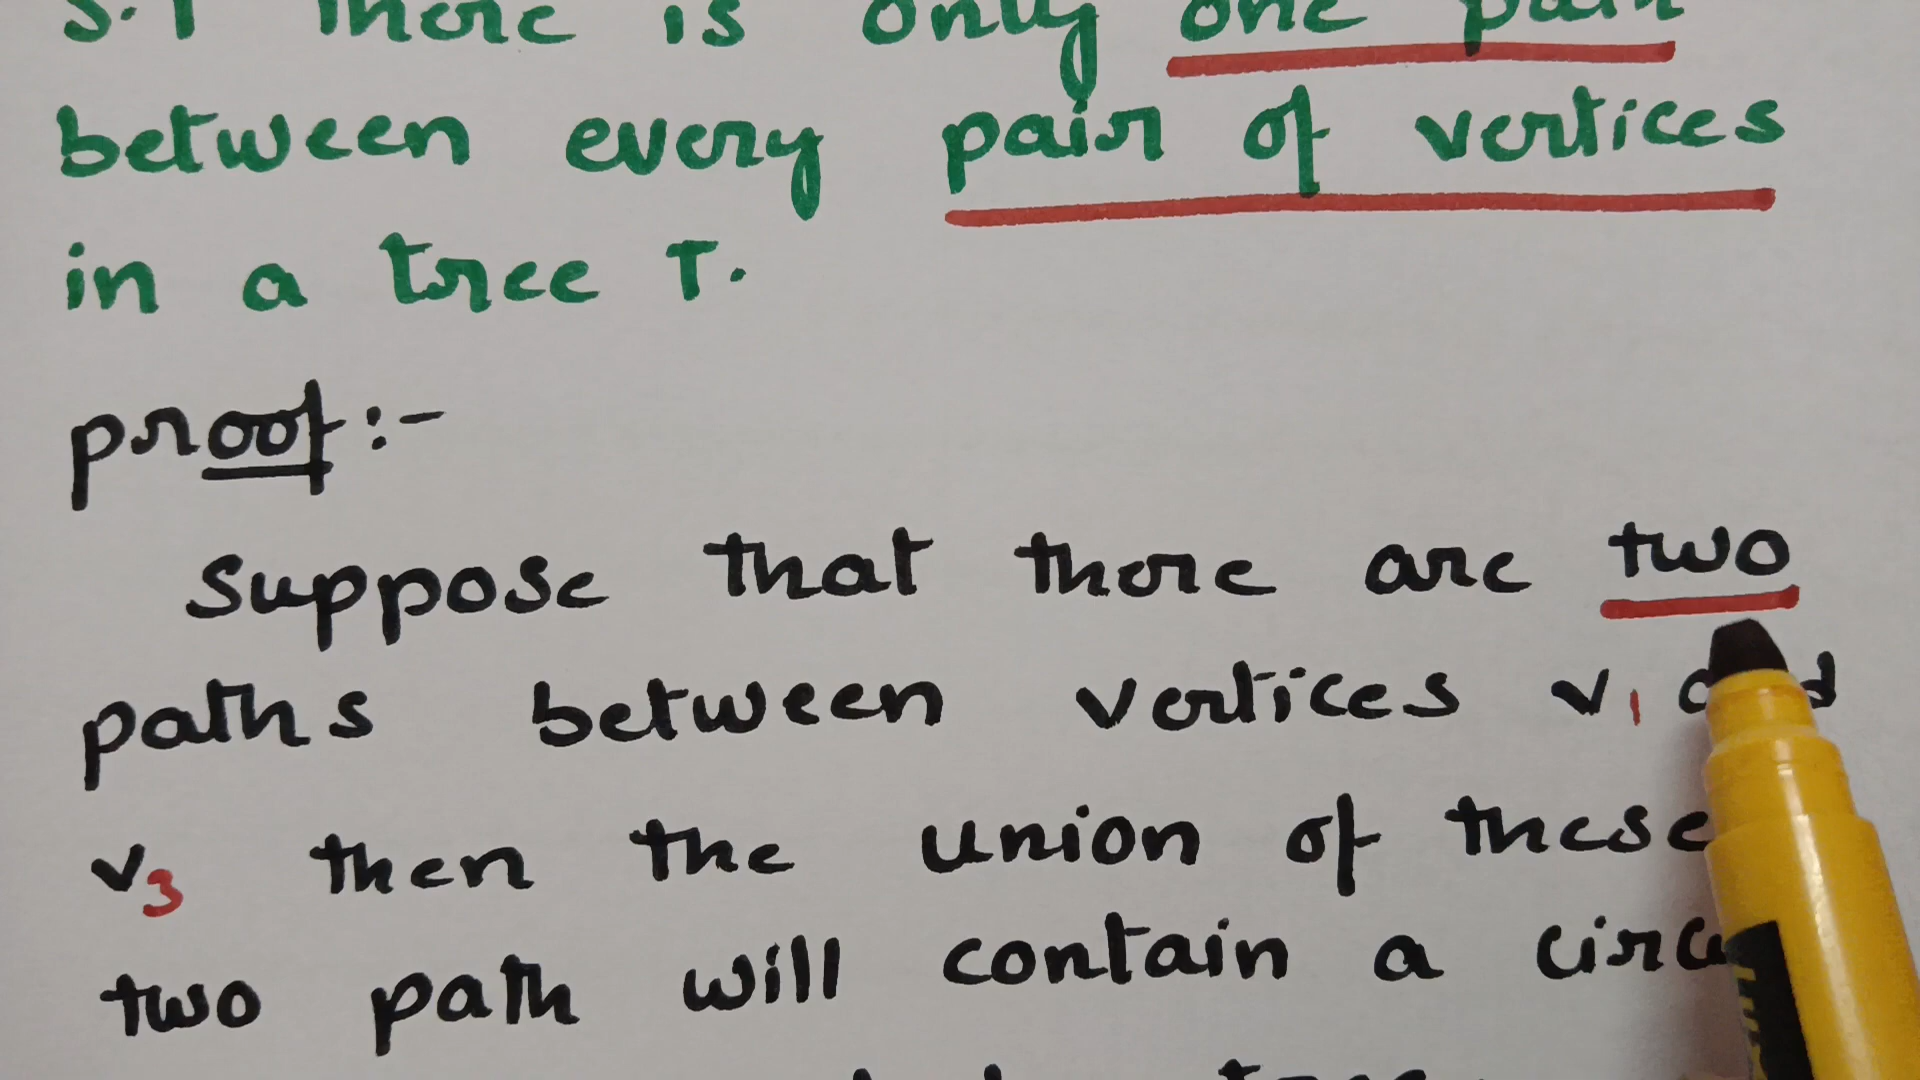 S.T there is only one path
between every pair of vertices
in a tree T.
proof:-
suppose that there are two
paths between vertices v1 and
v3 then the union of these
two path will contain a